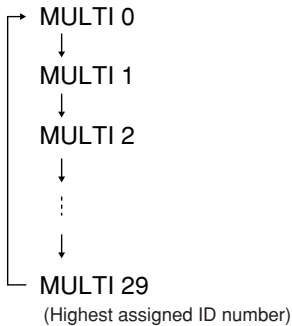 MULTI 0
MULTI 1
MULTI 2
MULTI 29
(Highest assigned ID number)